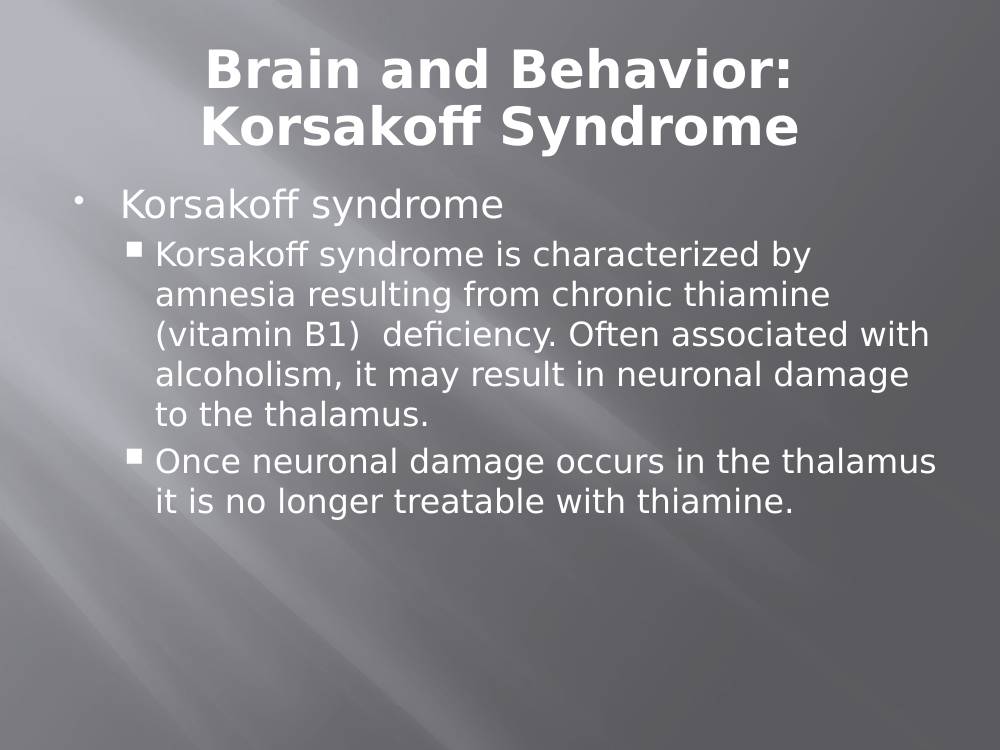 Brain and Behavior:
Korsakoff Syndrome
• Korsakoff syndrome
■ Korsakoff syndrome is characterized by
amnesia resulting from chronic thiamine
(vitamin B1)  deficiency. Often associated with
alcoholism, it may result in neuronal damage
to the thalamus.
■ Once neuronal damage occurs in the thalamus
it is no longer treatable with thiamine.